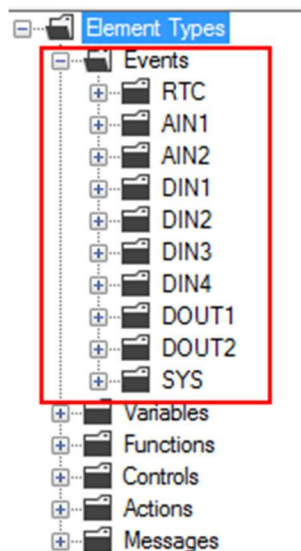 Element Types
Events
RTC
AIN1
AIN2
DIN1
DIN2
DIN3
DIN4
DOUT1
DOUT2
SYS
Variables
Functions
Controls
Actions
Messages